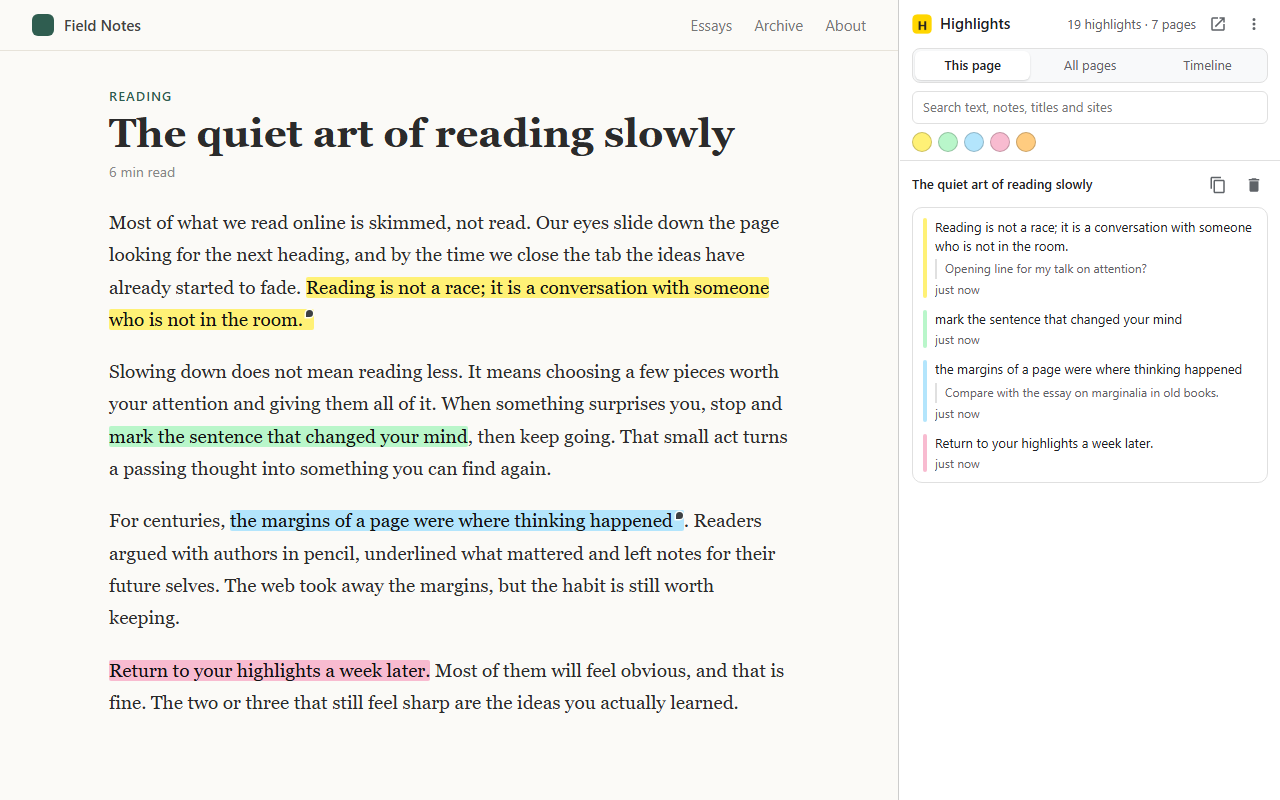 Field Notes
Essays
Archive
About
READING
The quiet art of reading slowly
6 min read
Most of what we read online is skimmed, not read. Our eyes slide down the page
looking for the next heading, and by the time we close the tab the ideas have
already started to fade. Reading is not a race; it is a conversation with someone
who is not in the room.
Slowing down does not mean reading less. It means choosing a few pieces worth
your attention and giving them all of it. When something surprises you, stop and
mark the sentence that changed your mind, then keep going. That small act turns
a passing thought into something you can find again.
For centuries, the margins of a page were where thinking happened. Readers
argued with authors in pencil, underlined what mattered and left notes for their
future selves. The web took away the margins, but the habit is still worth
keeping.
Return to your highlights a week later. Most of them will feel obvious, and that is
fine. The two or three that still feel sharp are the ideas you actually learned.
H
Highlights
19 highlights · 7 pages
This page
All pages
Timeline
Search text, notes, titles and sites
The quiet art of reading slowly
Reading is not a race; it is a conversation with someone
who is not in the room.
Opening line for my talk on attention?
just now
mark the sentence that changed your mind
just now
the margins of a page were where thinking happened
Compare with the essay on marginalia in old books.
just now
Return to your highlights a week later.
just now